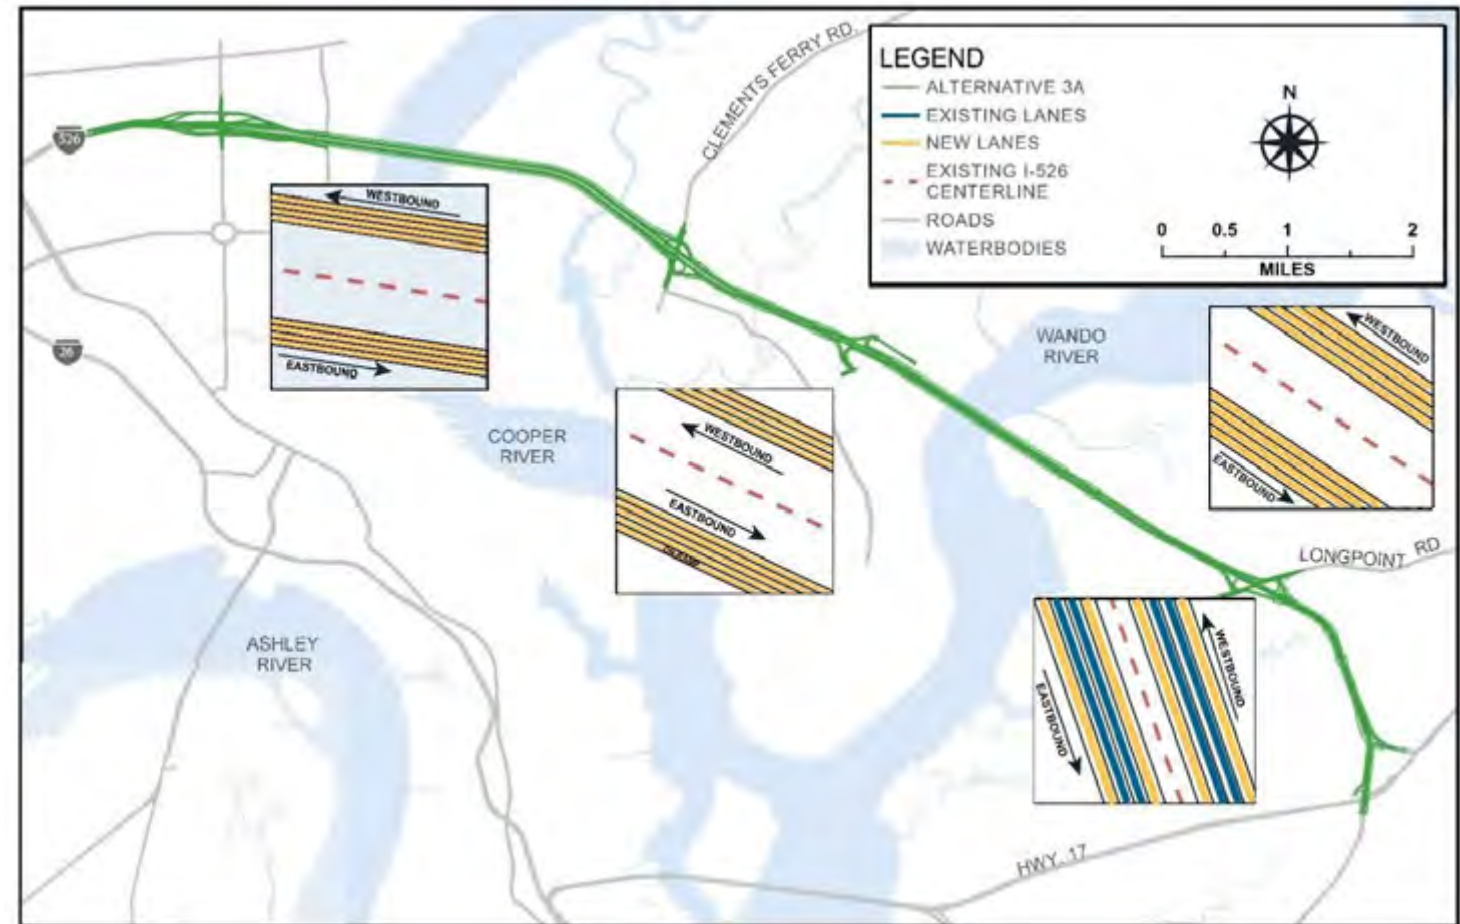 CLEMENTS FERRY RD.
LEGEND
ALTERNATIVE 3A
EXISTING LANES
NEW LANES
EXISTING I-526
CENTERLINE
ROADS
WATERBODIES
N
0 0.5 1 2
MILES
526
WESTBOUND
EASTBOUND
26
WANDO
RIVER
WESTBOUND
EASTBOUND
COOPER
RIVER
WESTBOUND
EASTBOUND
LONGPOINT RD
ASHLEY
RIVER
WESTBOUND
EASTBOUND
HWY. 17